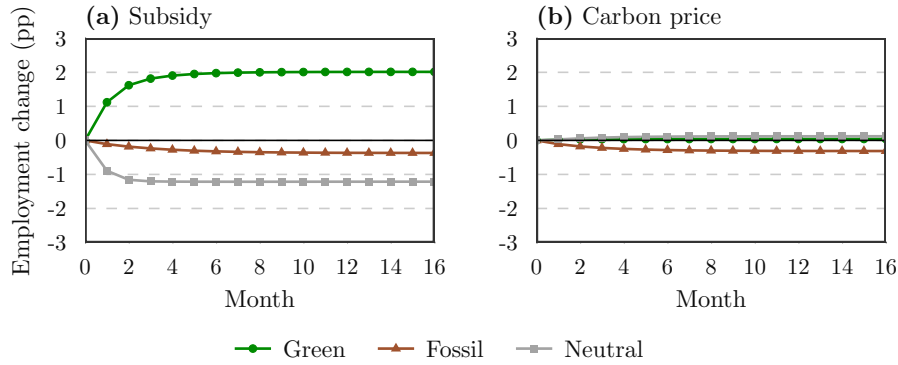 (a) Subsidy
(b) Carbon price
Employment change (pp)
3
2
1
0
-1
-2
-3
0 2 4 6 8 10 12 14 16
Month
3
2
1
0
-1
-2
-3
0 2 4 6 8 10 12 14 16
Month
Green Fossil Neutral